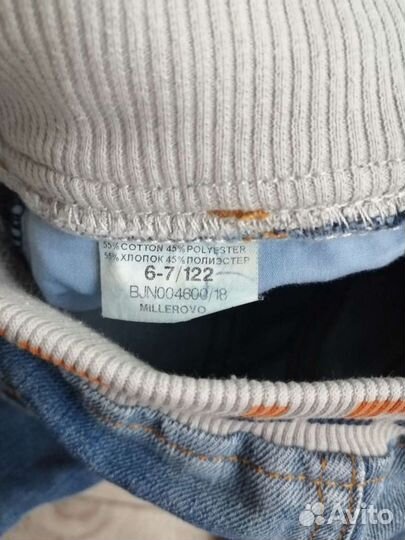 55% COTTON 45% POLYESTER
55% ХЛОПОК 45% ПОЛИЭСТЕР
6-7/122
BJN004600/18
MILLEROVO
Avito